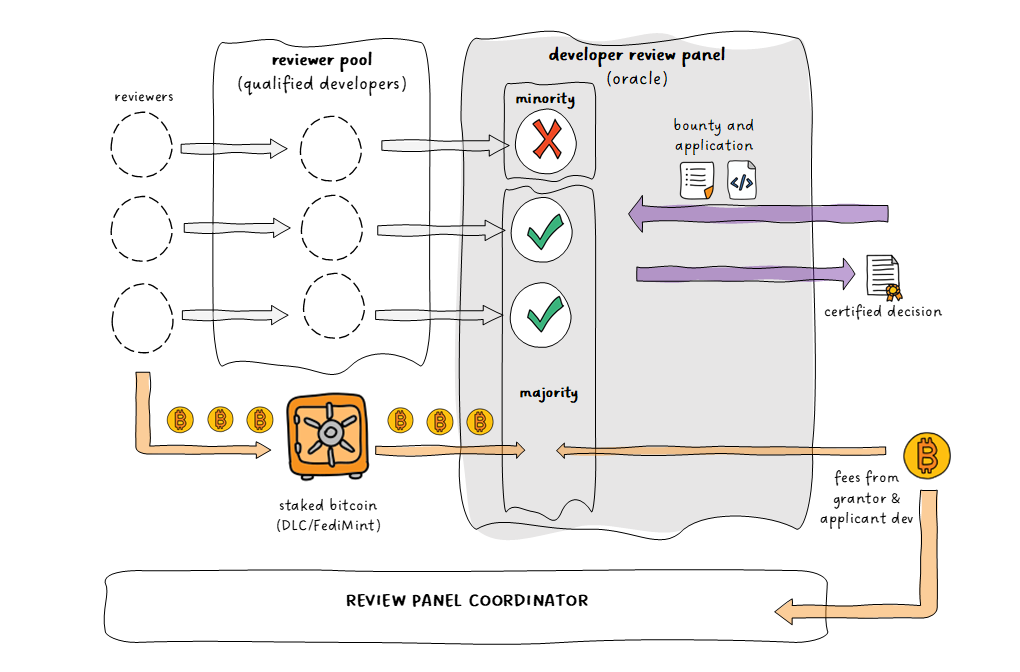 reviewer pool
(qualified developers)
developer review panel
(oracle)
reviewers
minority
bounty and
application
</>
certified decision
majority
staked bitcoin
(DLC/FediMint)
fees from
grantor &
applicant dev
REVIEW PANEL COORDINATOR